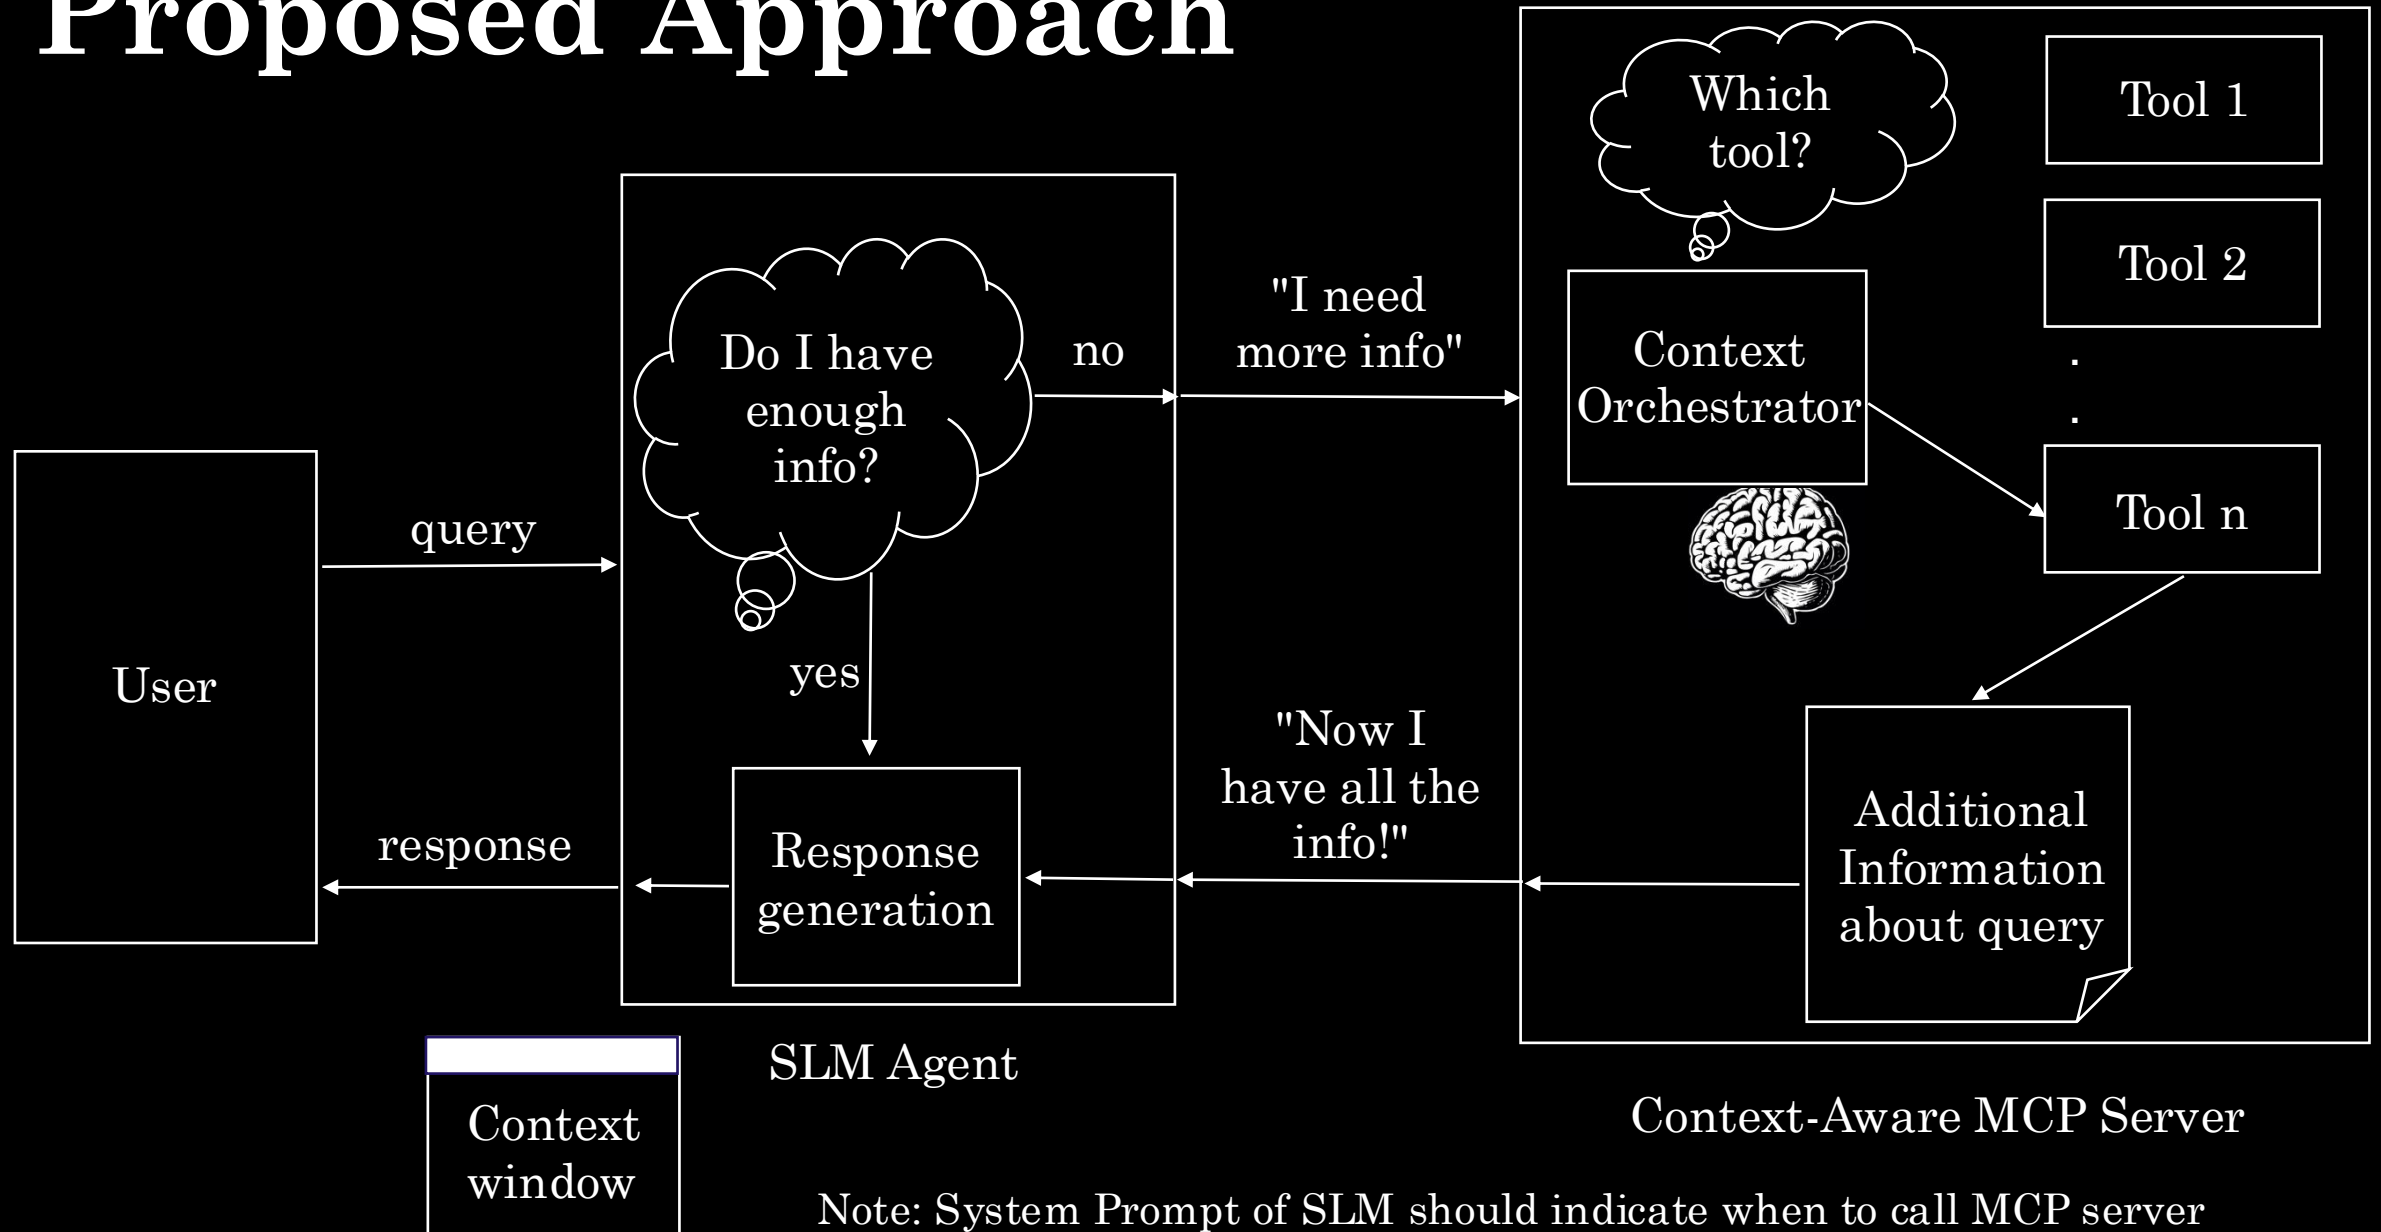 Proposed Approach
Which
tool?
Tool 1
Tool 2
.
.
Tool n
Context
Orchestrator
"I need
more info"
Do I have
enough
info?
no
yes
query
User
response
Response
generation
"Now I
have all the
info!"
Additional
Information
about query
SLM Agent
Context
window
Context-Aware MCP Server
Note: System Prompt of SLM should indicate when to call MCP server